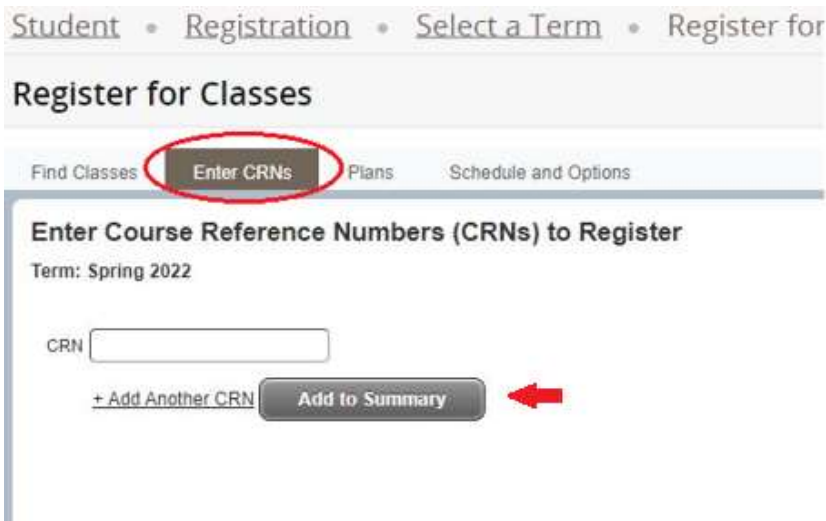 Student • Registration • Select a Term • Register for
Register for Classes
Find Classes Enter CRNs Plans Schedule and Options
Enter Course Reference Numbers (CRNs) to Register
Term: Spring 2022
CRN
+ Add Another CRN Add to Summary